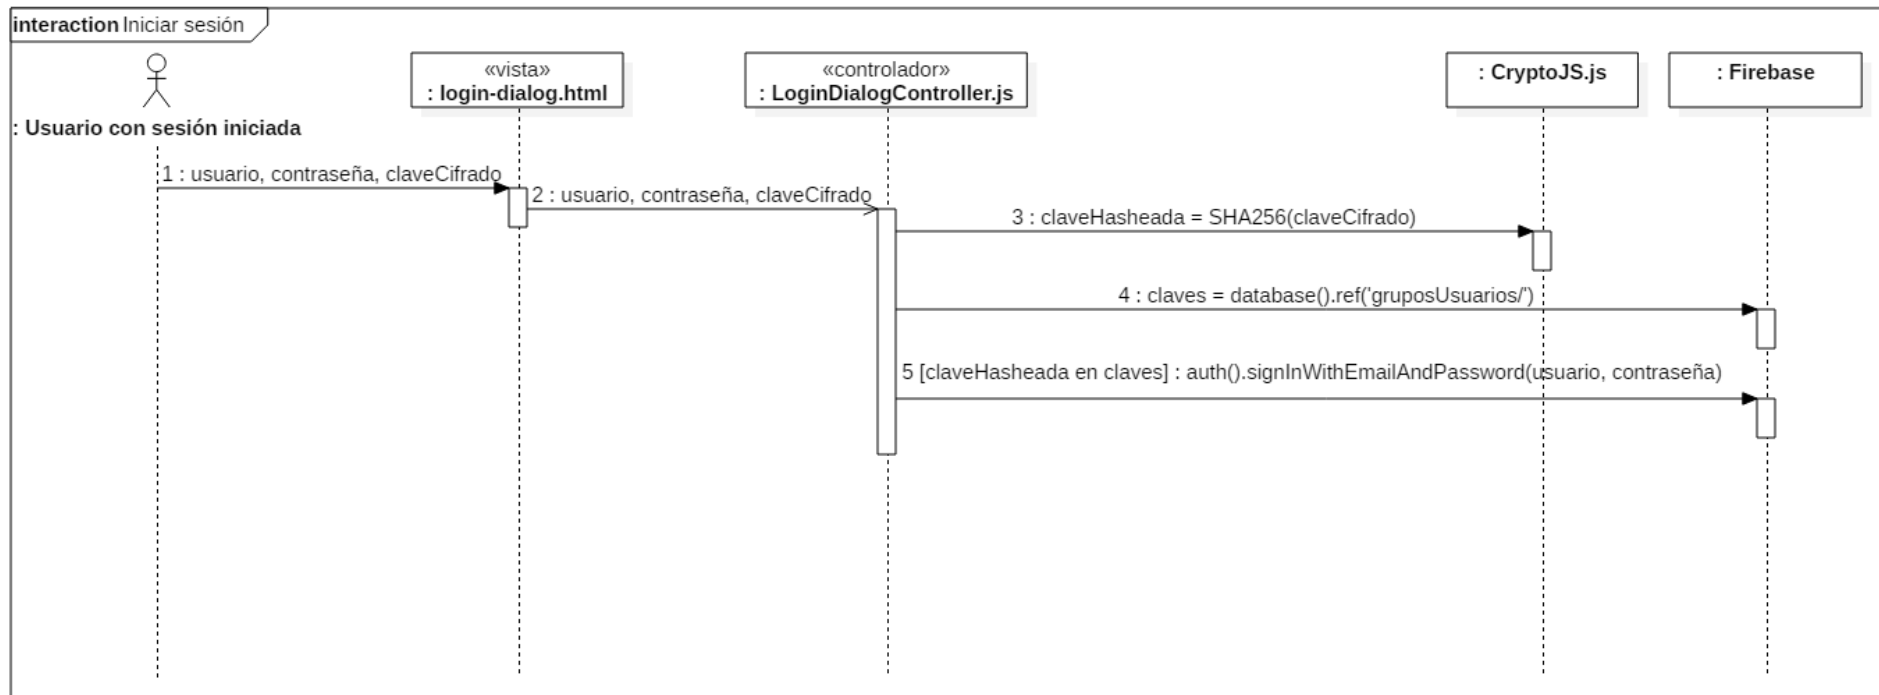 interaction Iniciar sesión
«vista»
: login-dialog.html
«controlador»
: LoginDialogController.js
: CryptoJS.js
: Firebase
: Usuario con sesión iniciada
1 : usuario, contraseña, claveCifrado
2 : usuario, contraseña, claveCifrado
3 : claveHasheada = SHA256(claveCifrado)
4 : claves = database().ref('gruposUsuarios/')
5 [claveHasheada en claves] : auth().signInWithEmailAndPassword(usuario, contraseña)